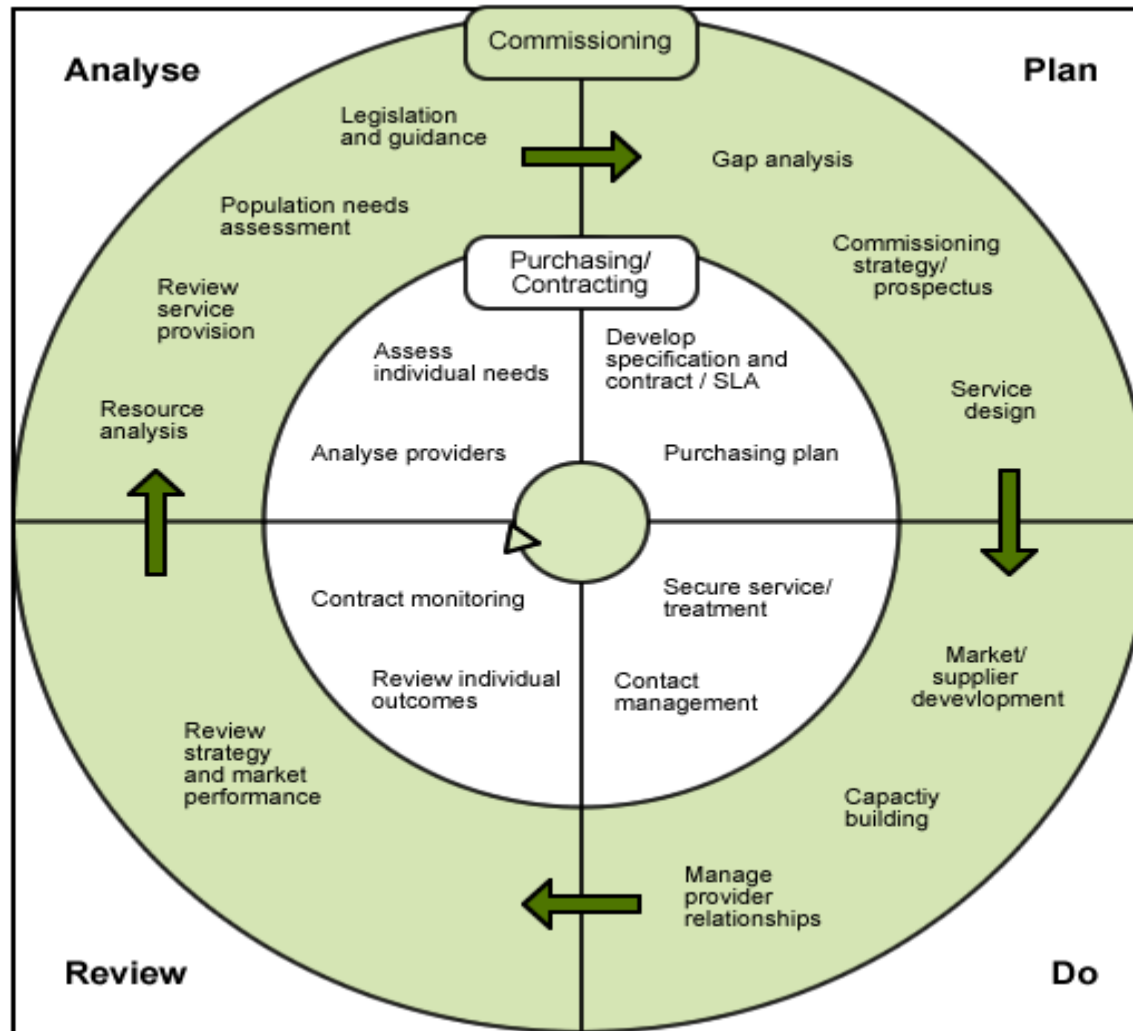 Commissioning
Analyse
Plan
Legislation
and guidance
Gap analysis
Population needs
assessment
Commissioning
strategy/
prospectus
Purchasing/
Contracting
Review
service
provision
Assess
individual needs
Develop
specification and
contract / SLA
Resource
analysis
Service
design
Analyse providers
Purchasing plan
Contract monitoring
Secure service/
treatment
Review individual
outcomes
Contact
management
Market/
supplier
devevlopment
Review
strategy
and market
performance
Capactiy
building
Manage
provider
relationships
Review
Do